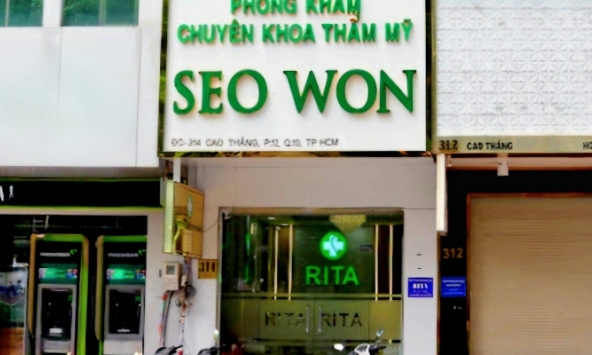 PHÒNG KHÁM
CHUYÊN KHOA THẨM MỸ
SEO WON
ĐC: 314 CAO THẮNG, P.12, Q.10, TP HCM
312 CAO THẮNG
RITA
312
RITA
RITA RITA